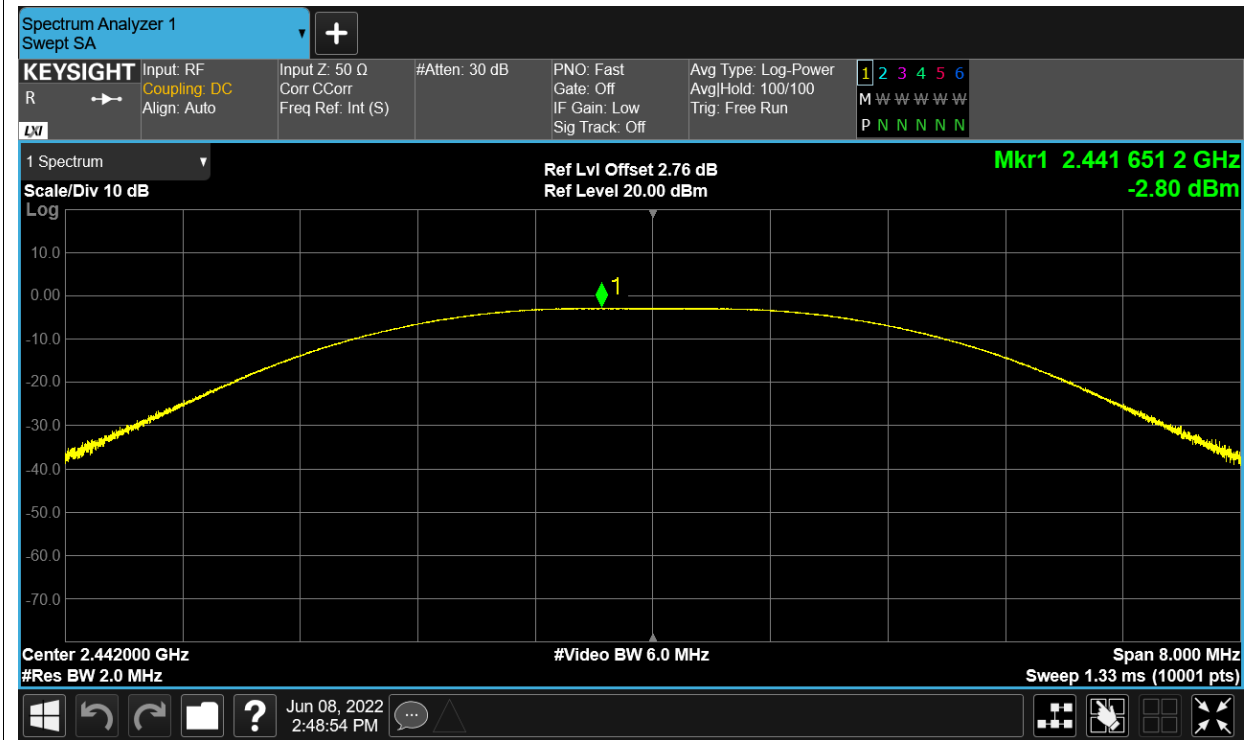 Spectrum Analyzer 1
Swept SA
KEYSIGHT
R
LXI
Input: RF
Coupling: DC
Align: Auto
Input Z: 50 Ω
Corr CCorr
Freq Ref: Int (S)
#Atten: 30 dB
PNO: Fast
Gate: Off
IF Gain: Low
Sig Track: Off
Avg Type: Log-Power
Avg|Hold: 100/100
Trig: Free Run
1 2 3 4 5 6
M W W W W W
P N N N N N
1 Spectrum
Ref Lvl Offset 2.76 dB
Mkr1 2.441 651 2 GHz
Scale/Div 10 dB
Ref Level 20.00 dBm
-2.80 dBm
Log
10.0
1
0.00
-10.0
-20.0
-30.0
-40.0
-50.0
-60.0
-70.0
Center 2.442000 GHz
#Video BW 6.0 MHz
Span 8.000 MHz
#Res BW 2.0 MHz
Sweep 1.33 ms (10001 pts)
?
Jun 08, 2022
2:48:54 PM